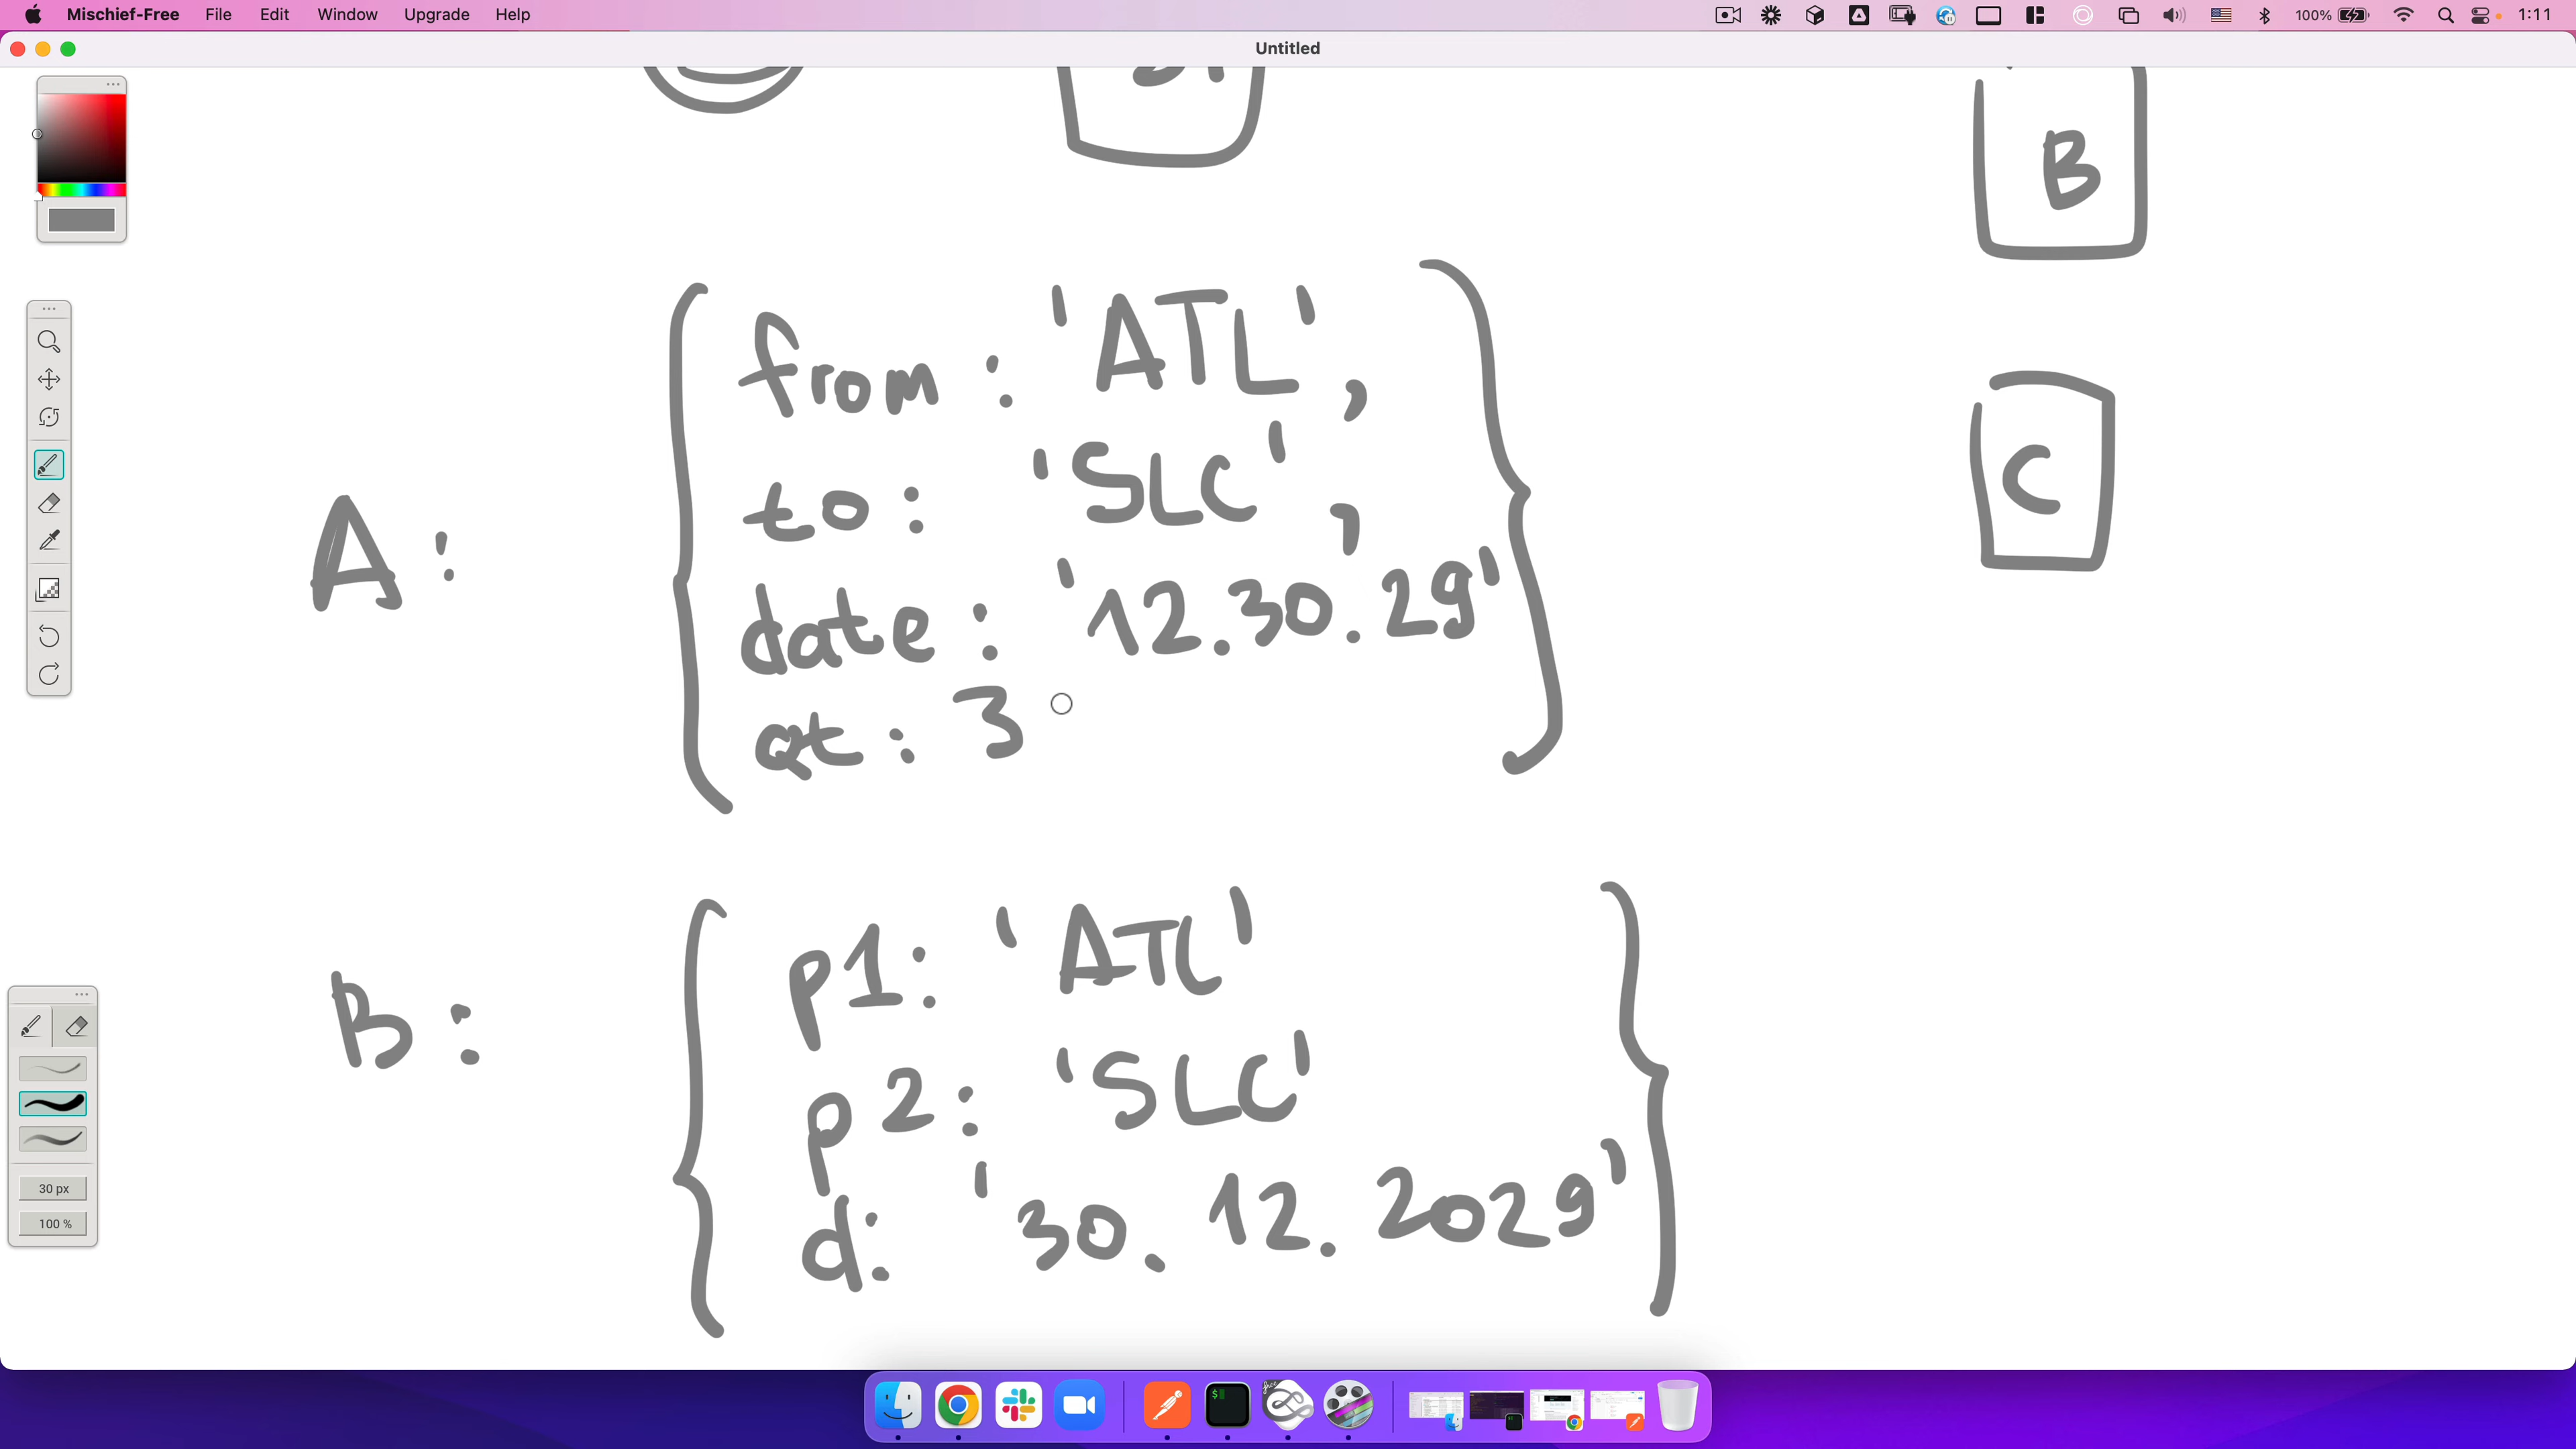 Mischief-Free File Edit Window Upgrade Help 100% 1:11
Untitled
B
from : 'ATL',
to : 'SLC',
C
A :
date : '12.30.29'
qt : 3
p1: 'ATL'
B :
p2: 'SLC'
d: '30.12.2029'
30 px
100 %